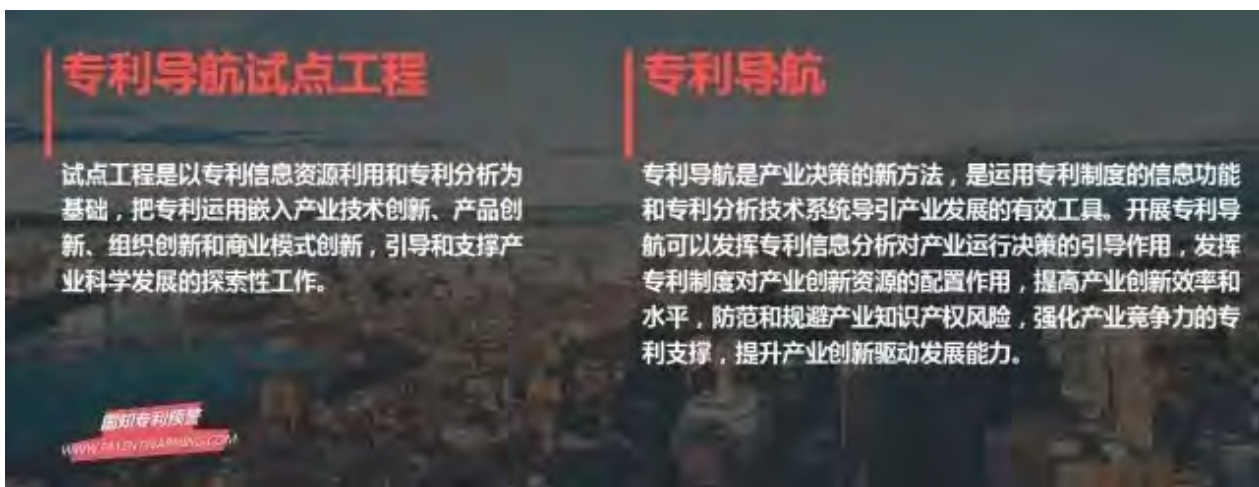 专利导航试点工程
试点工程是以专利信息资源利用和专利分析为
基础，把专利运用嵌入产业技术创新、产品创
新、组织创新和商业模式创新，引导和支撑产
业科学发展的探索性工作。
专利导航
专利导航是产业决策的新方法，是运用专利制度的信息功能
和专利分析技术系统导引产业发展的有效工具。开展专利导
航可以发挥专利信息分析对产业运行决策的引导作用，发挥
专利制度对产业创新资源的配置作用，提高产业创新效率和
水平，防范和规避产业知识产权风险，强化产业竞争力的专
利支撑，提升产业创新驱动发展能力。
国知专利预警
WWW.PATENTWARNING.COM